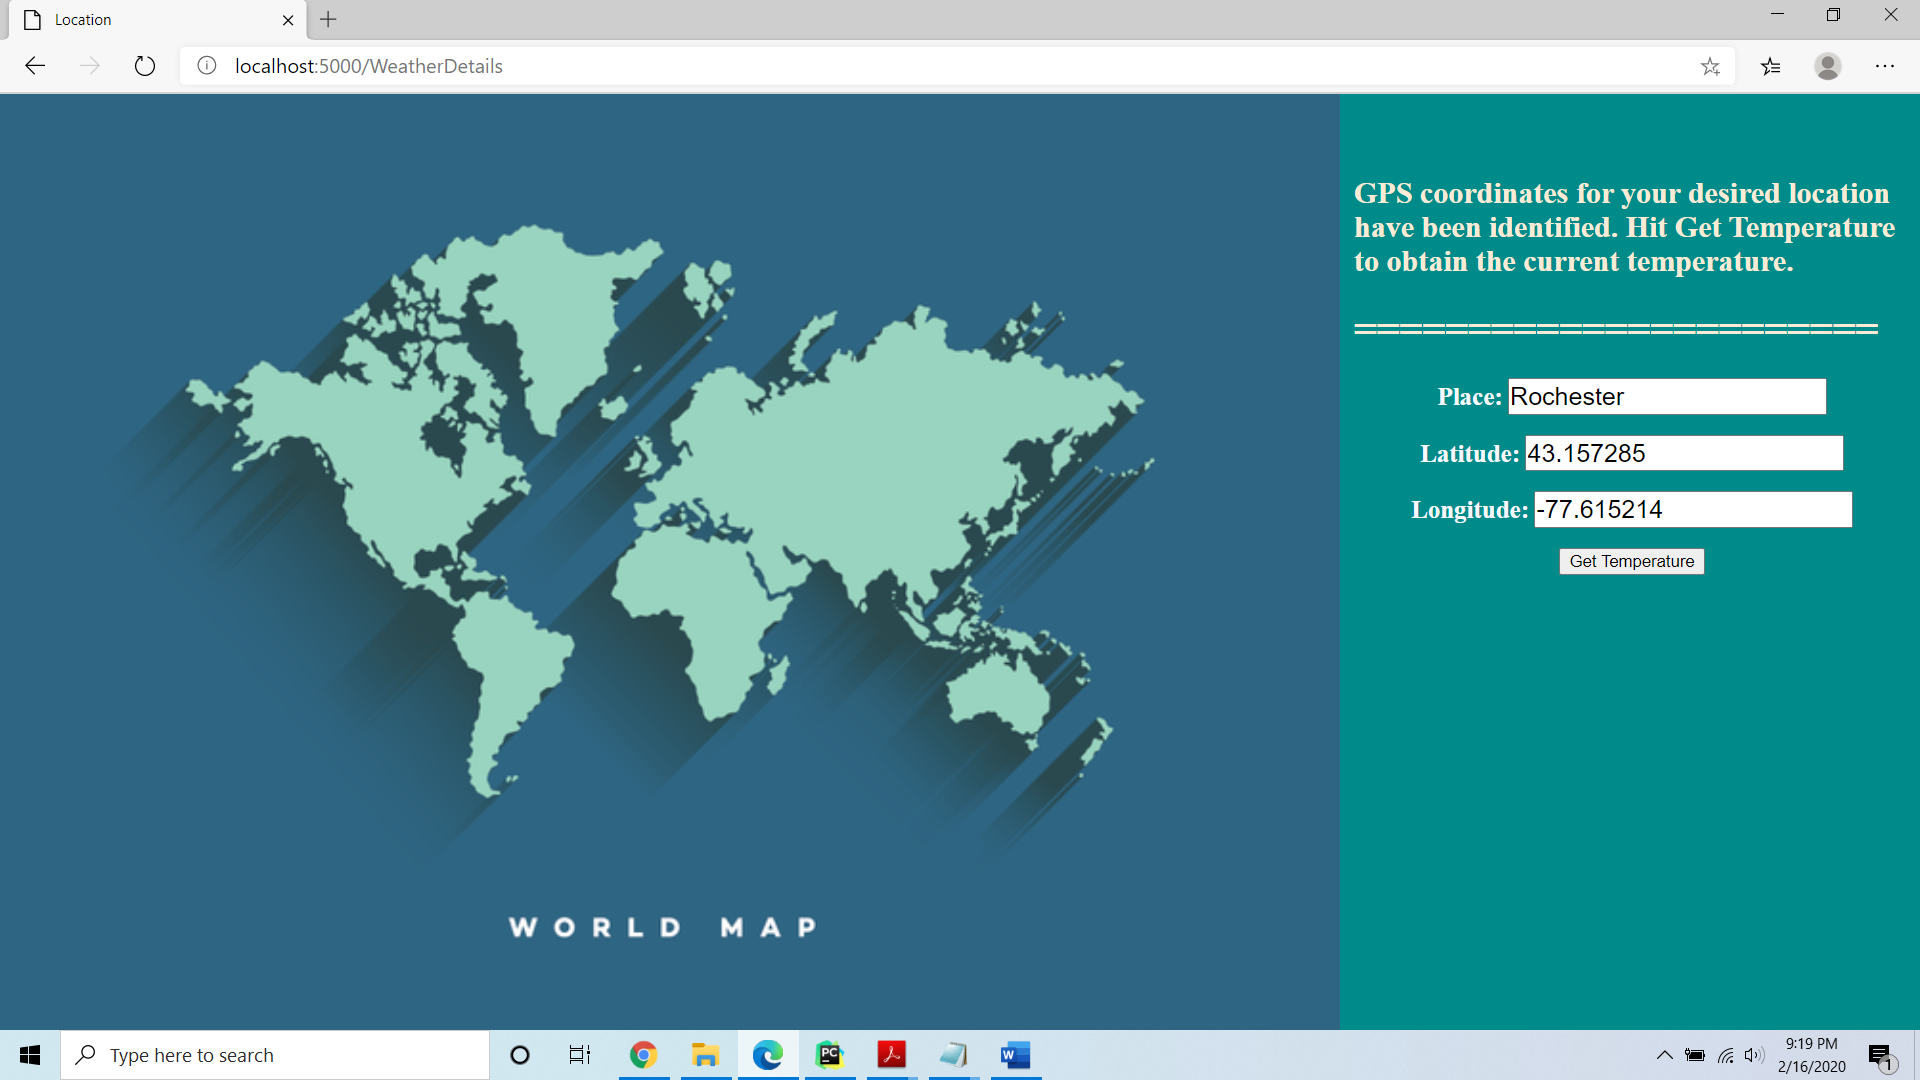 Location
localhost:5000/WeatherDetails
GPS coordinates for your desired location
have been identified. Hit Get Temperature
to obtain the current temperature.
=======================
Place: Rochester
Latitude: 43.157285
Longitude: -77.615214
Get Temperature
WORLD MAP
Type here to search
PC
W
9:19 PM
2/16/2020
1